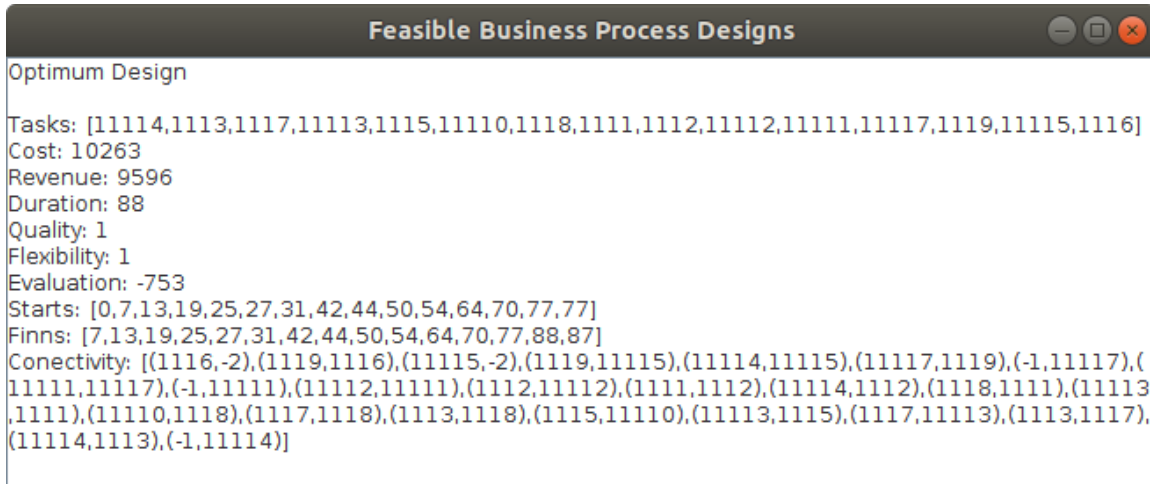 Feasible Business Process Designs
Optimum Design
Tasks: [11114,1113,1117,11113,1115,11110,1118,1111,1112,11112,11111,11117,1119,11115,1116]
Cost: 10263
Revenue: 9596
Duration: 88
Quality: 1
Flexibility: 1
Evaluation: -753
Starts: [0,7,13,19,25,27,31,42,44,50,54,64,70,77,77]
Finns: [7,13,19,25,27,31,42,44,50,54,64,70,77,88,87]
Conectivity: [(1116,-2),(1119,1116),(11115,-2),(1119,11115),(11114,11115),(11117,1119),(-1,11117),(
11111,11117),(-1,11111),(11112,11111),(1112,11112),(1111,1112),(11114,1112),(1118,1111),(11113
,1111),(11110,1118),(1117,1118),(1113,1118),(1115,11110),(11113,1115),(1117,11113),(1113,1117),
(11114,1113),(-1,11114)]